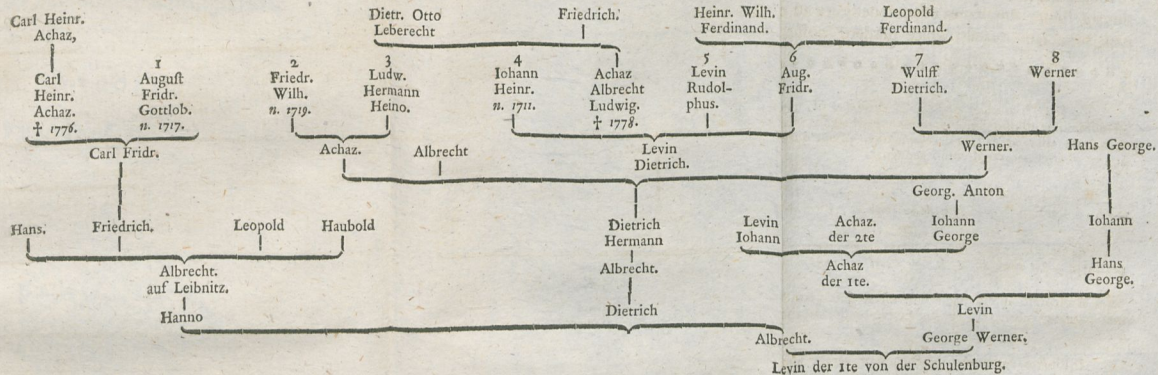 Carl Heinr.
Achaz,
Dietr. Otto
Leberecht
Friedrich.
Heinr. Wilh.
Ferdinand.
Leopold
Ferdinand.
Carl
Heinr.
Achaz.
† 1776.
1
Auguſt
Fridr.
Gottlob.
n. 1717.
2
Friedr.
Wilh.
n. 1719.
3
Ludw.
Hermann
Heino.
4
Iohann
Heinr.
n. 1711.
Achaz
Albrecht
Ludwig.
† 1778.
5
Levin
Rudol-
phus.
6
Aug.
Fridr.
7
Wulff
Dietrich.
8
Werner
Carl Fridr.
Achaz.
Albrecht
Levin
Dietrich.
Werner.
Hans George.
Georg. Anton
Hans.
Friedrich.
Leopold
Haubold
Dietrich
Hermann
Levin
Iohann
Achaz.
der 2te
Iohann
George
Iohann
Albrecht.
auf Leibnitz.
Albrecht.
Achaz
der 1te.
Hans
George.
Hanno
Dietrich
Levin
Albrecht.
George Werner.
Levin der 1te von der Schulenburg.